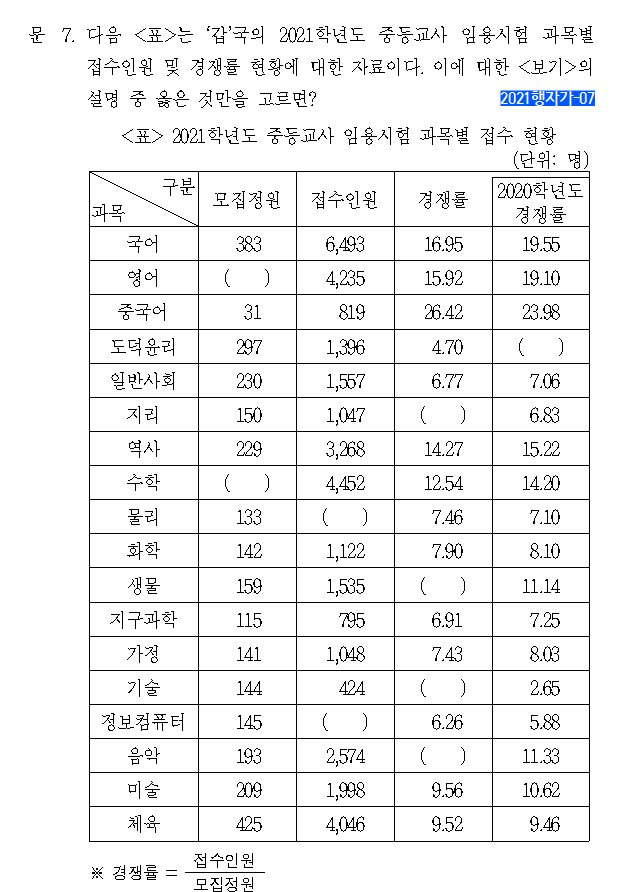 문 7. 다음 <표>는 ‘갑’국의 2021학년도 중등교사 임용시험 과목별
접수인원 및 경쟁률 현황에 대한 자료이다. 이에 대한 <보기>의
설명 중 옳은 것만을 고르면?
2021행자가-07
<표> 2021학년도 중등교사 임용시험 과목별 접수 현황
(단위: 명)
구분 과목 모집정원 접수인원 경쟁률 2020학년도 경쟁률
국어 383 6,493 16.95 19.55
영어 ( ) 4,235 15.92 19.10
중국어 31 819 26.42 23.98
도덕윤리 297 1,396 4.70 ( )
일반사회 230 1,557 6.77 7.06
지리 150 1,047 ( ) 6.83
역사 229 3,268 14.27 15.22
수학 ( ) 4,452 12.54 14.20
물리 133 ( ) 7.46 7.10
화학 142 1,122 7.90 8.10
생물 159 1,535 ( ) 11.14
지구과학 115 795 6.91 7.25
가정 141 1,048 7.43 8.03
기술 144 424 ( ) 2.65
정보컴퓨터 145 ( ) 6.26 5.88
음악 193 2,574 ( ) 11.33
미술 209 1,998 9.56 10.62
체육 425 4,046 9.52 9.46
※ 경쟁률 = 접수인원 / 모집정원